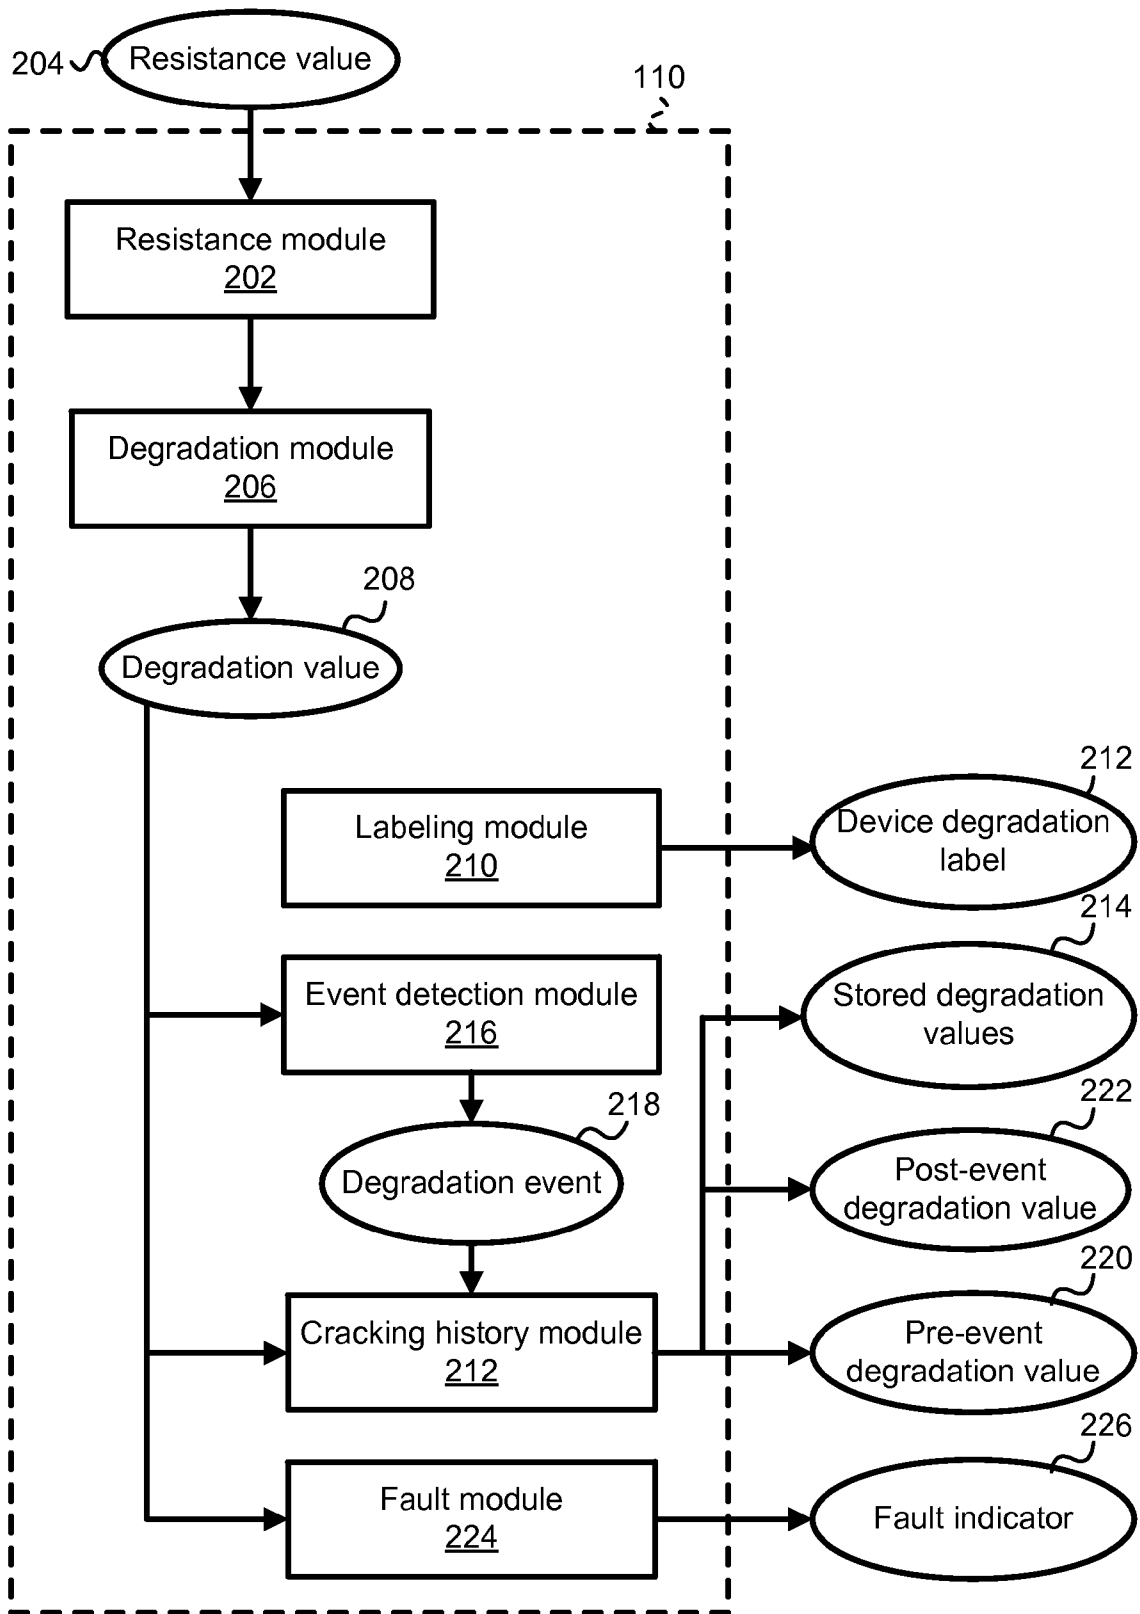 204
Resistance value
110
Resistance module
202
Degradation module
206
208
Degradation value
212
Labeling module
210
Device degradation
label
214
Event detection module
216
Stored degradation
values
218
222
Degradation event
Post-event
degradation value
220
Cracking history module
212
Pre-event
degradation value
226
Fault module
224
Fault indicator